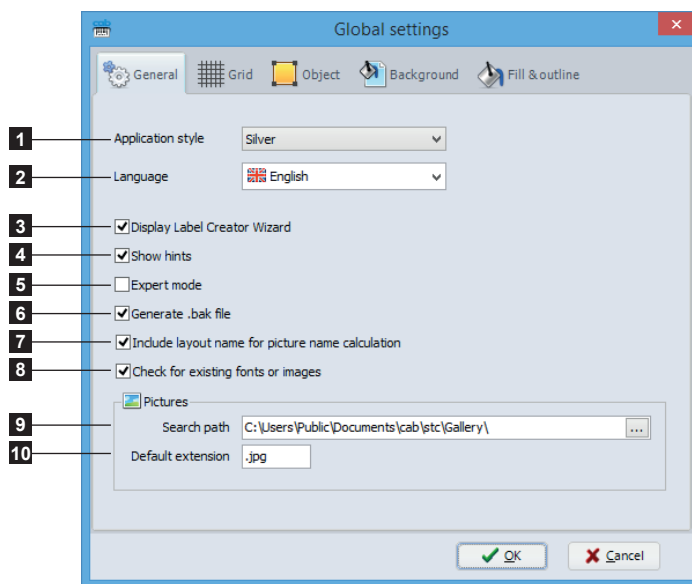 cab
Global settings
×
General Grid Object Background Fill & outline
1 Application style Silver
2 Language English
3 Display Label Creator Wizard
4 Show hints
5 Expert mode
6 Generate .bak file
7 Include layout name for picture name calculation
8 Check for existing fonts or images
Pictures
9 Search path C:\Users\Public\Documents\cab\stc\Gallery\ ...
10 Default extension .jpg
OK Cancel